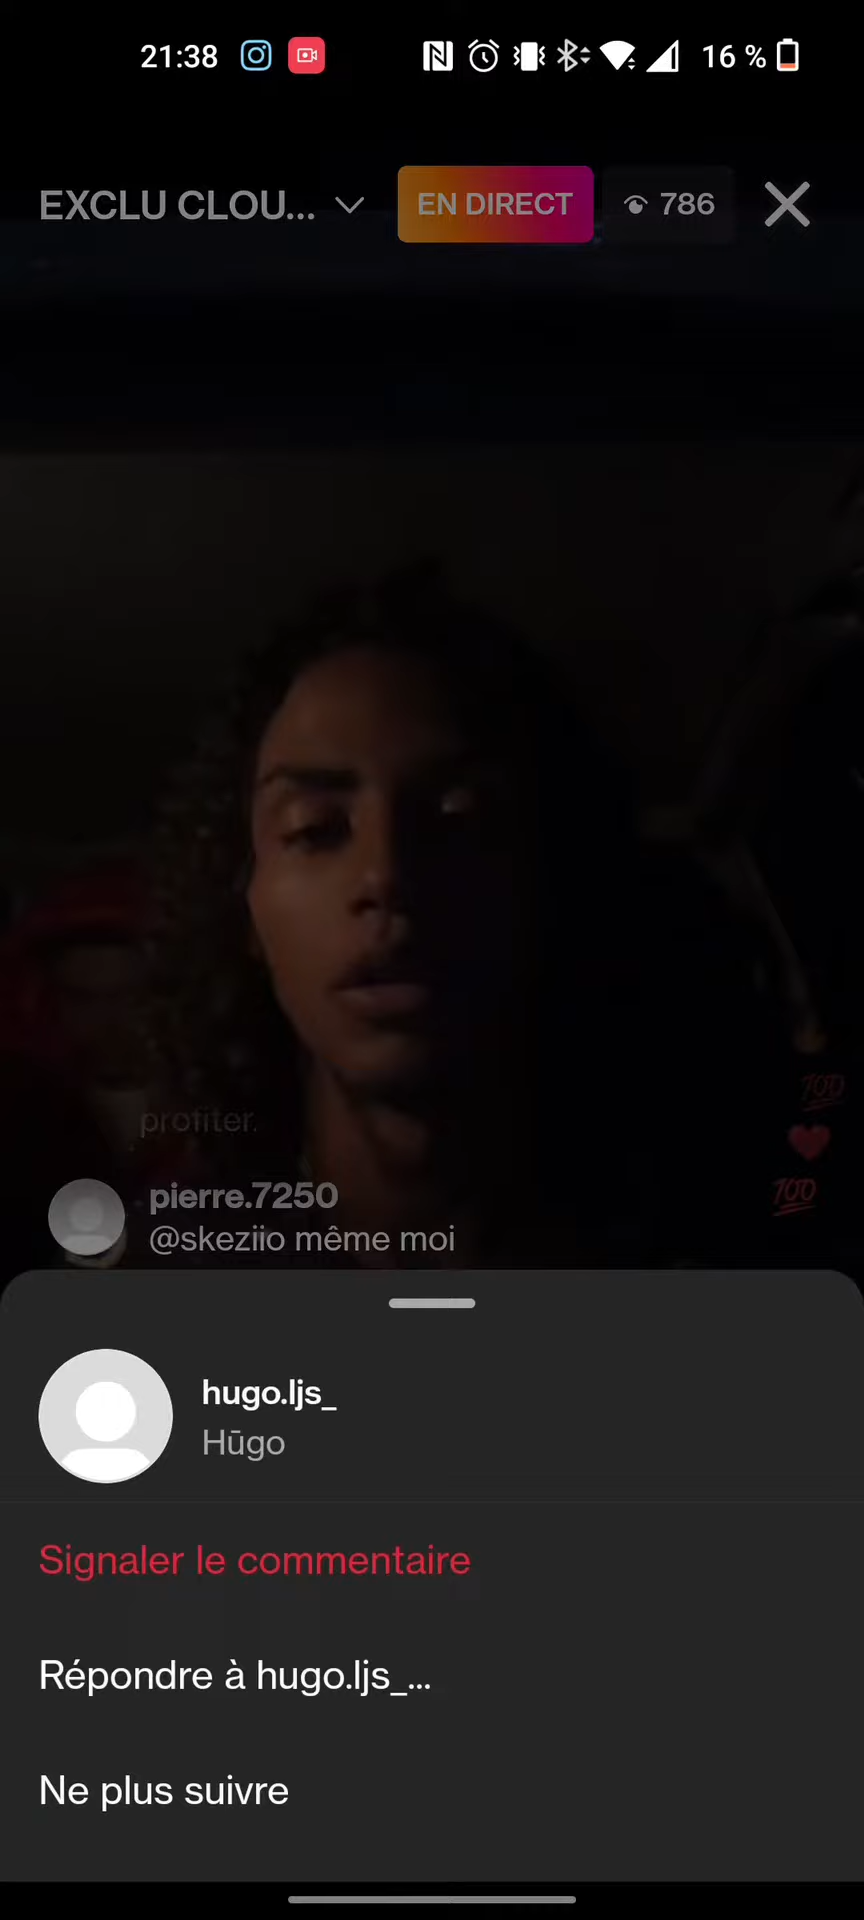 21:38 16 %
EXCLU CLOU... EN DIRECT 786
profiter.
pierre.7250
@skeziio même moi
hugo.ljs_
Hūgo
Signaler le commentaire
Répondre à hugo.ljs_...
Ne plus suivre